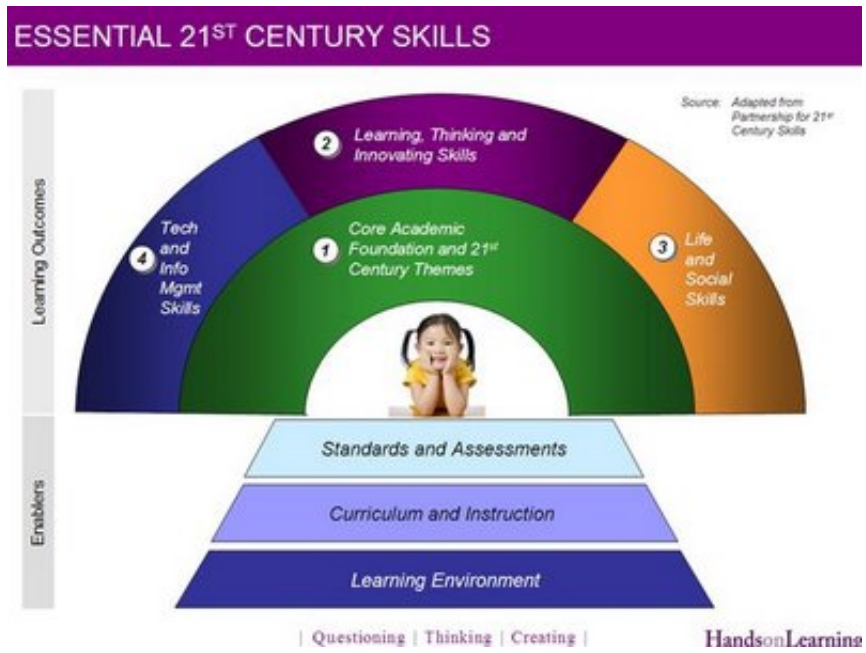 ESSENTIAL 21ST CENTURY SKILLS
Source: Adapted from
Partnership for 21st
Century Skills
Learning Outcomes
2 Learning, Thinking and
Innovating Skills
Tech
and
4 Info
Mgmt
Skills
Core Academic
1 Foundation and 21st
Century Themes
Life
3 and
Social
Skills
Enablers
Standards and Assessments
Curriculum and Instruction
Learning Environment
| Questioning | Thinking | Creating |
HandsonLearning